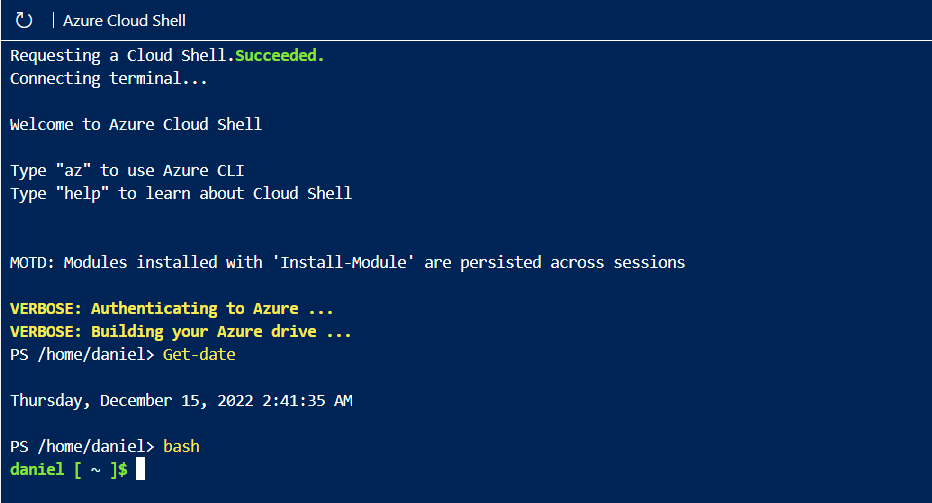 Azure Cloud Shell
Requesting a Cloud Shell.Succeeded.
Connecting terminal...
Welcome to Azure Cloud Shell
Type "az" to use Azure CLI
Type "help" to learn about Cloud Shell
MOTD: Modules installed with 'Install-Module' are persisted across sessions
VERBOSE: Authenticating to Azure ...
VERBOSE: Building your Azure drive ...
PS /home/daniel> Get-date
Thursday, December 15, 2022 2:41:35 AM
PS /home/daniel> bash
daniel [ ~ ]$